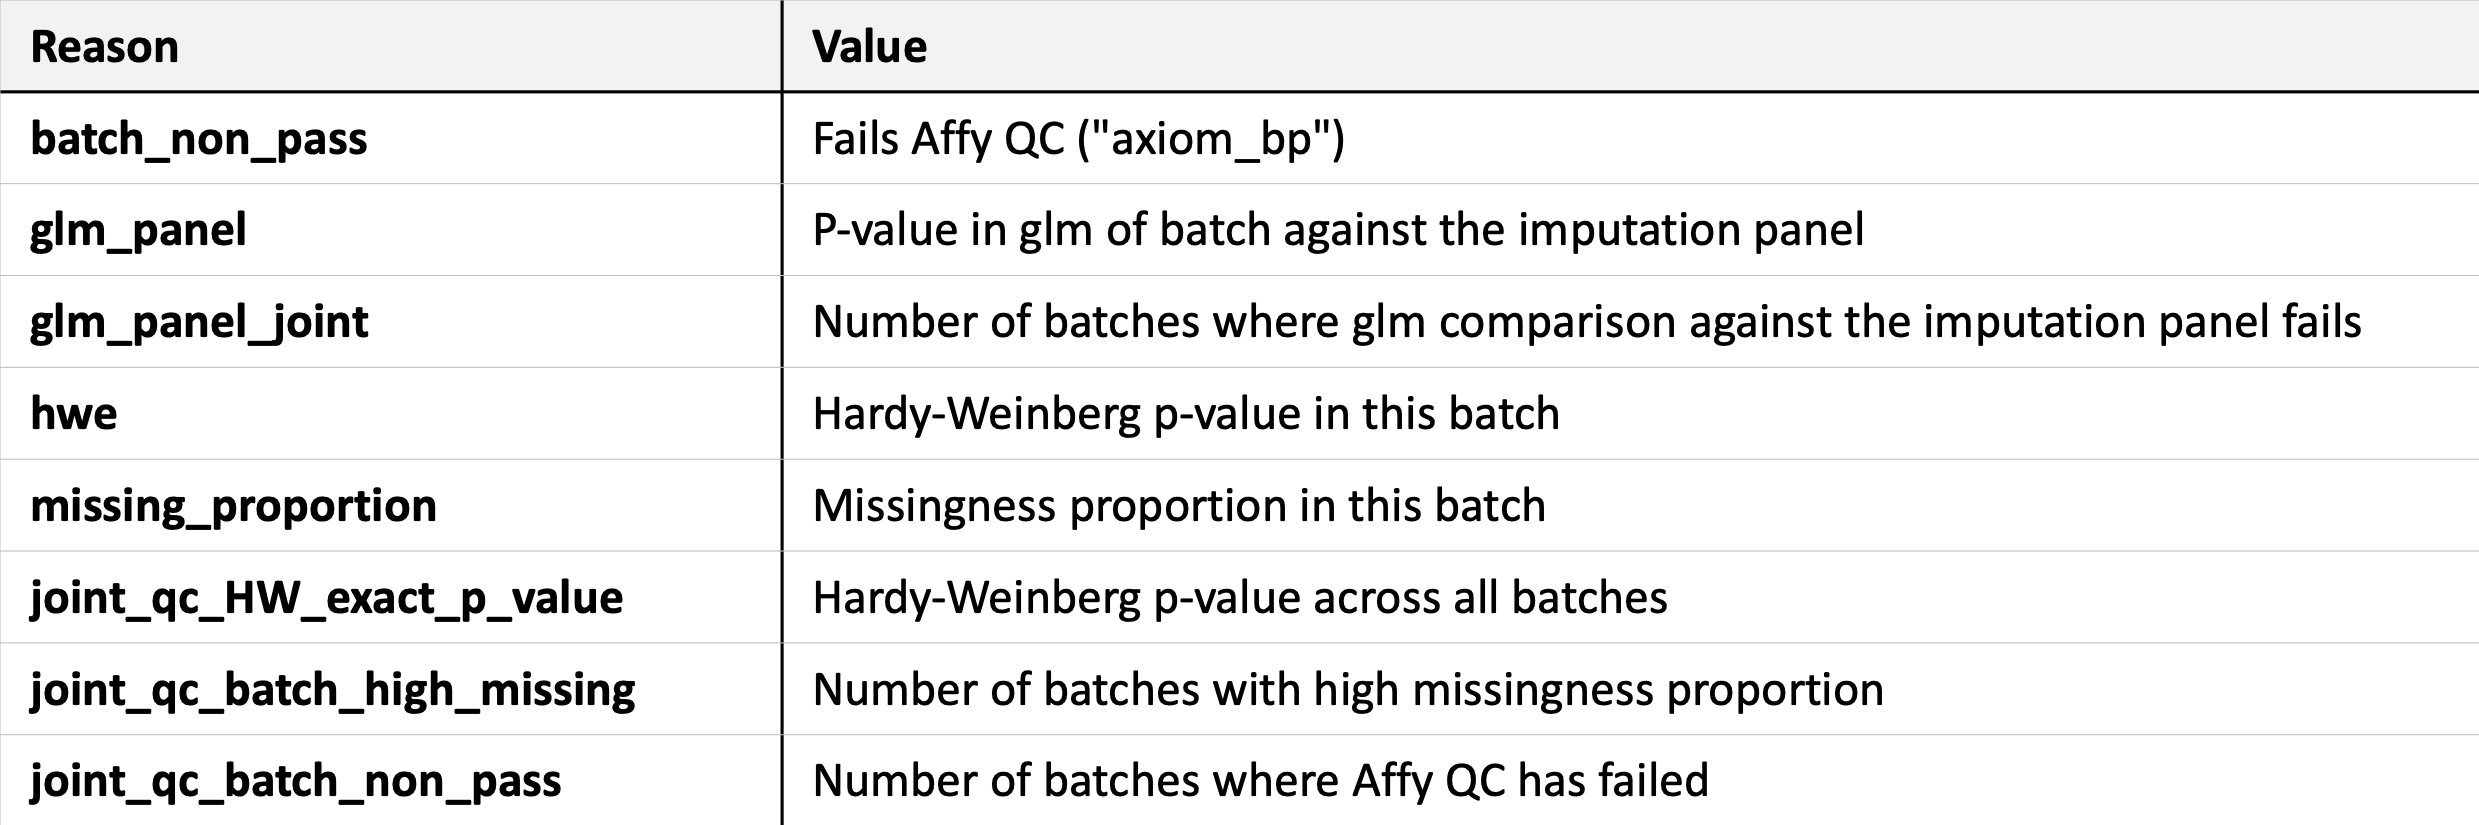 Reason Value
batch_non_pass Fails Affy QC ("axiom_bp")
glm_panel P-value in glm of batch against the imputation panel
glm_panel_joint Number of batches where glm comparison against the imputation panel fails
hwe Hardy-Weinberg p-value in this batch
missing_proportion Missingness proportion in this batch
joint_qc_HW_exact_p_value Hardy-Weinberg p-value across all batches
joint_qc_batch_high_missing Number of batches with high missingness proportion
joint_qc_batch_non_pass Number of batches where Affy QC has failed